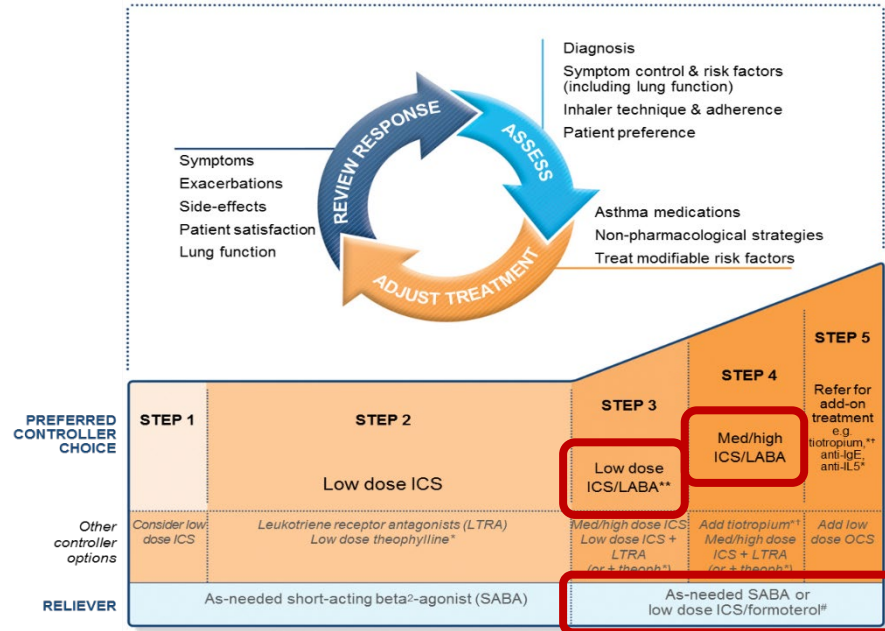 Diagnosis
Symptom control & risk factors
(including lung function)
Inhaler technique & adherence
Patient preference
REVIEW RESPONSE
ASSESS
ADJUST TREATMENT
Symptoms
Exacerbations
Side-effects
Patient satisfaction
Lung function
Asthma medications
Non-pharmacological strategies
Treat modifiable risk factors
PREFERRED
CONTROLLER
CHOICE
STEP 1
STEP 2
Low dose ICS
STEP 3
Low dose
ICS/LABA**
STEP 4
Med/high
ICS/LABA
STEP 5
Refer for
add-on
treatment
e.g.
tiotropium,*†
anti-IgE,
anti-IL5*
Other
controller
options
Consider low
dose ICS
Leukotriene receptor antagonists (LTRA)
Low dose theophylline*
Med/high dose ICS
Low dose ICS +
LTRA
(or + theoph*)
Add tiotropium*†
Med/high dose
ICS + LTRA
(or + theoph*)
Add low
dose OCS
RELIEVER
As-needed short-acting beta²-agonist (SABA)
As-needed SABA or
low dose ICS/formoterol#